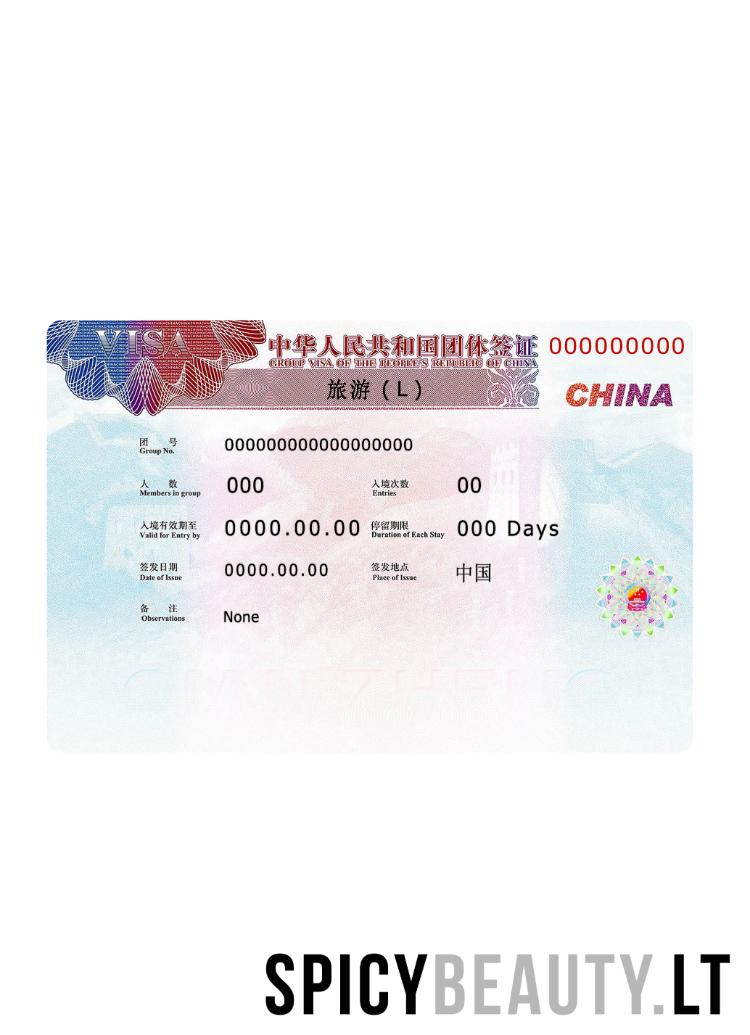 VISA 中华人民共和国团体签证 000000000
GROUP VISA OF THE PEOPLE'S REPUBLIC OF CHINA
旅游 ( L ) CHINA
团 号 000000000000000000
Group No.
人 数 000 入境次数 00
Members in group Entries
入境有效期至 0000.00.00 停留期限 000 Days
Valid for Entry by Duration of Each Stay
签发日期 0000.00.00 签发地点 中国
Date of Issue Place of Issue
备 注 None
Observations
QIANZHENG
SPICYBEAUTY.LT